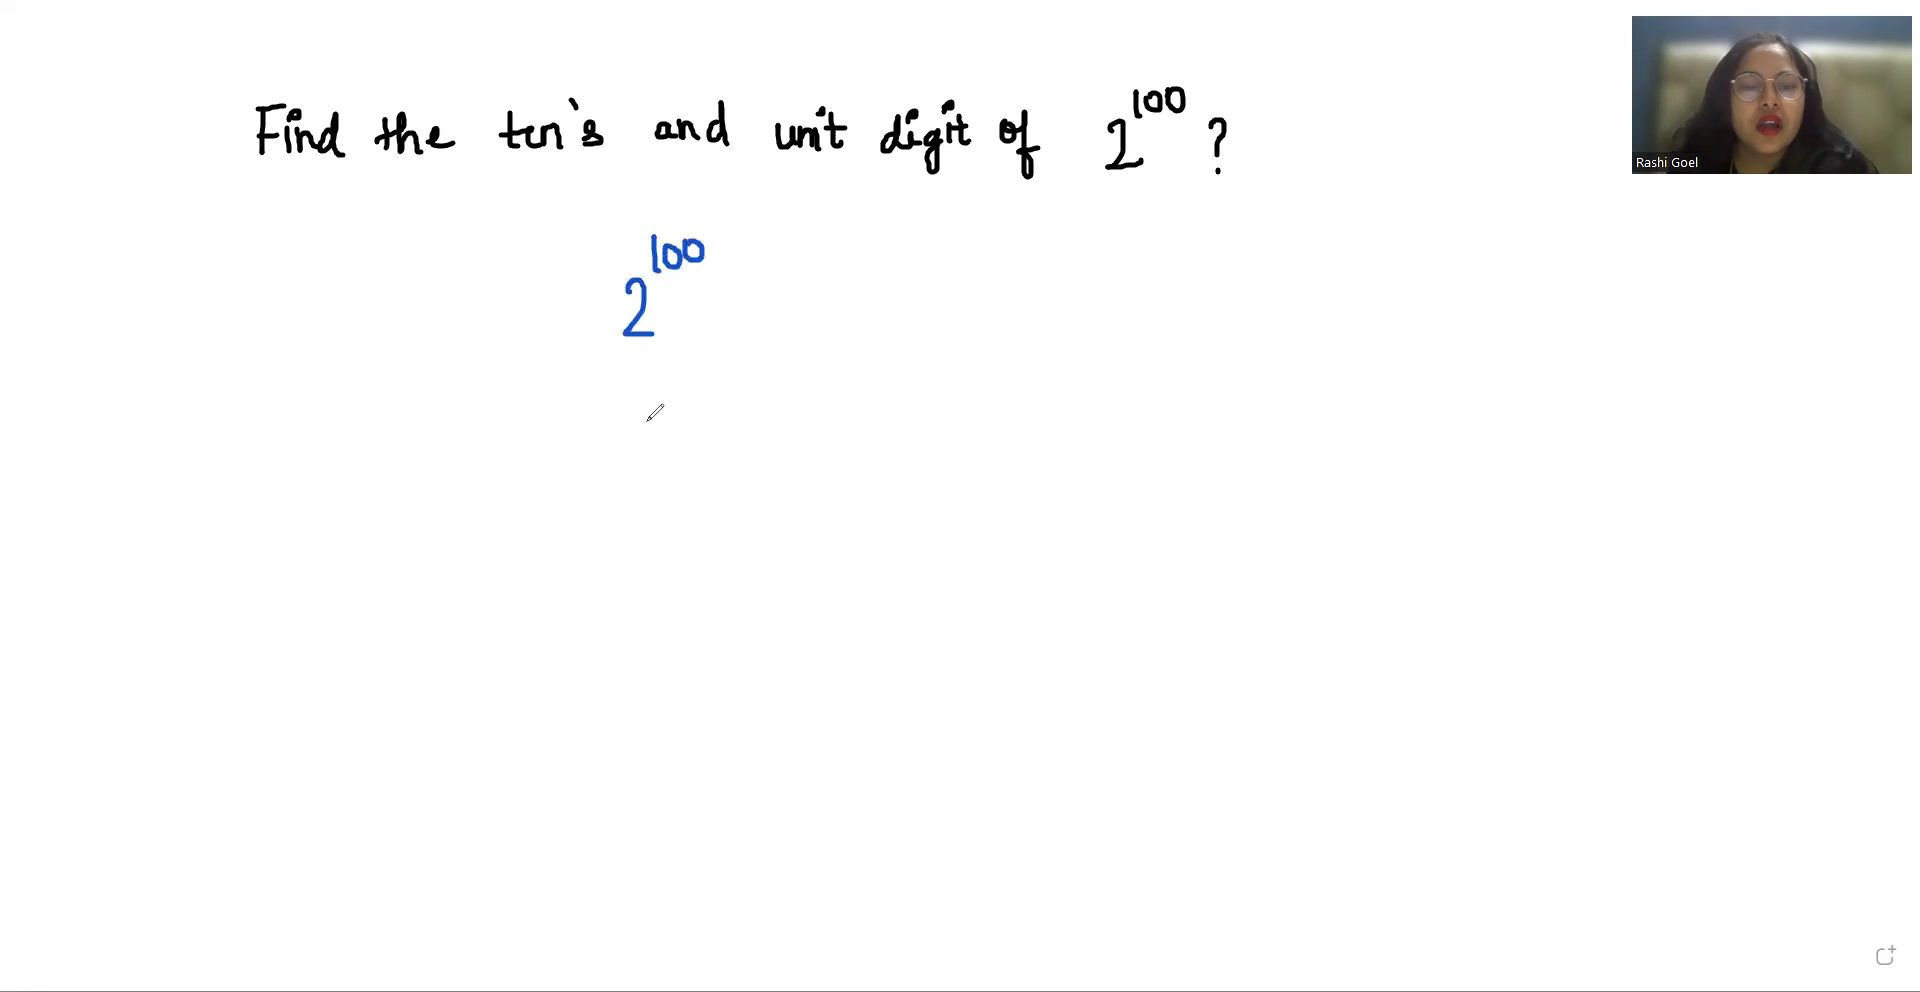 Find the ten's and unit digit of 2^100 ?
Rashi Goel
2^100